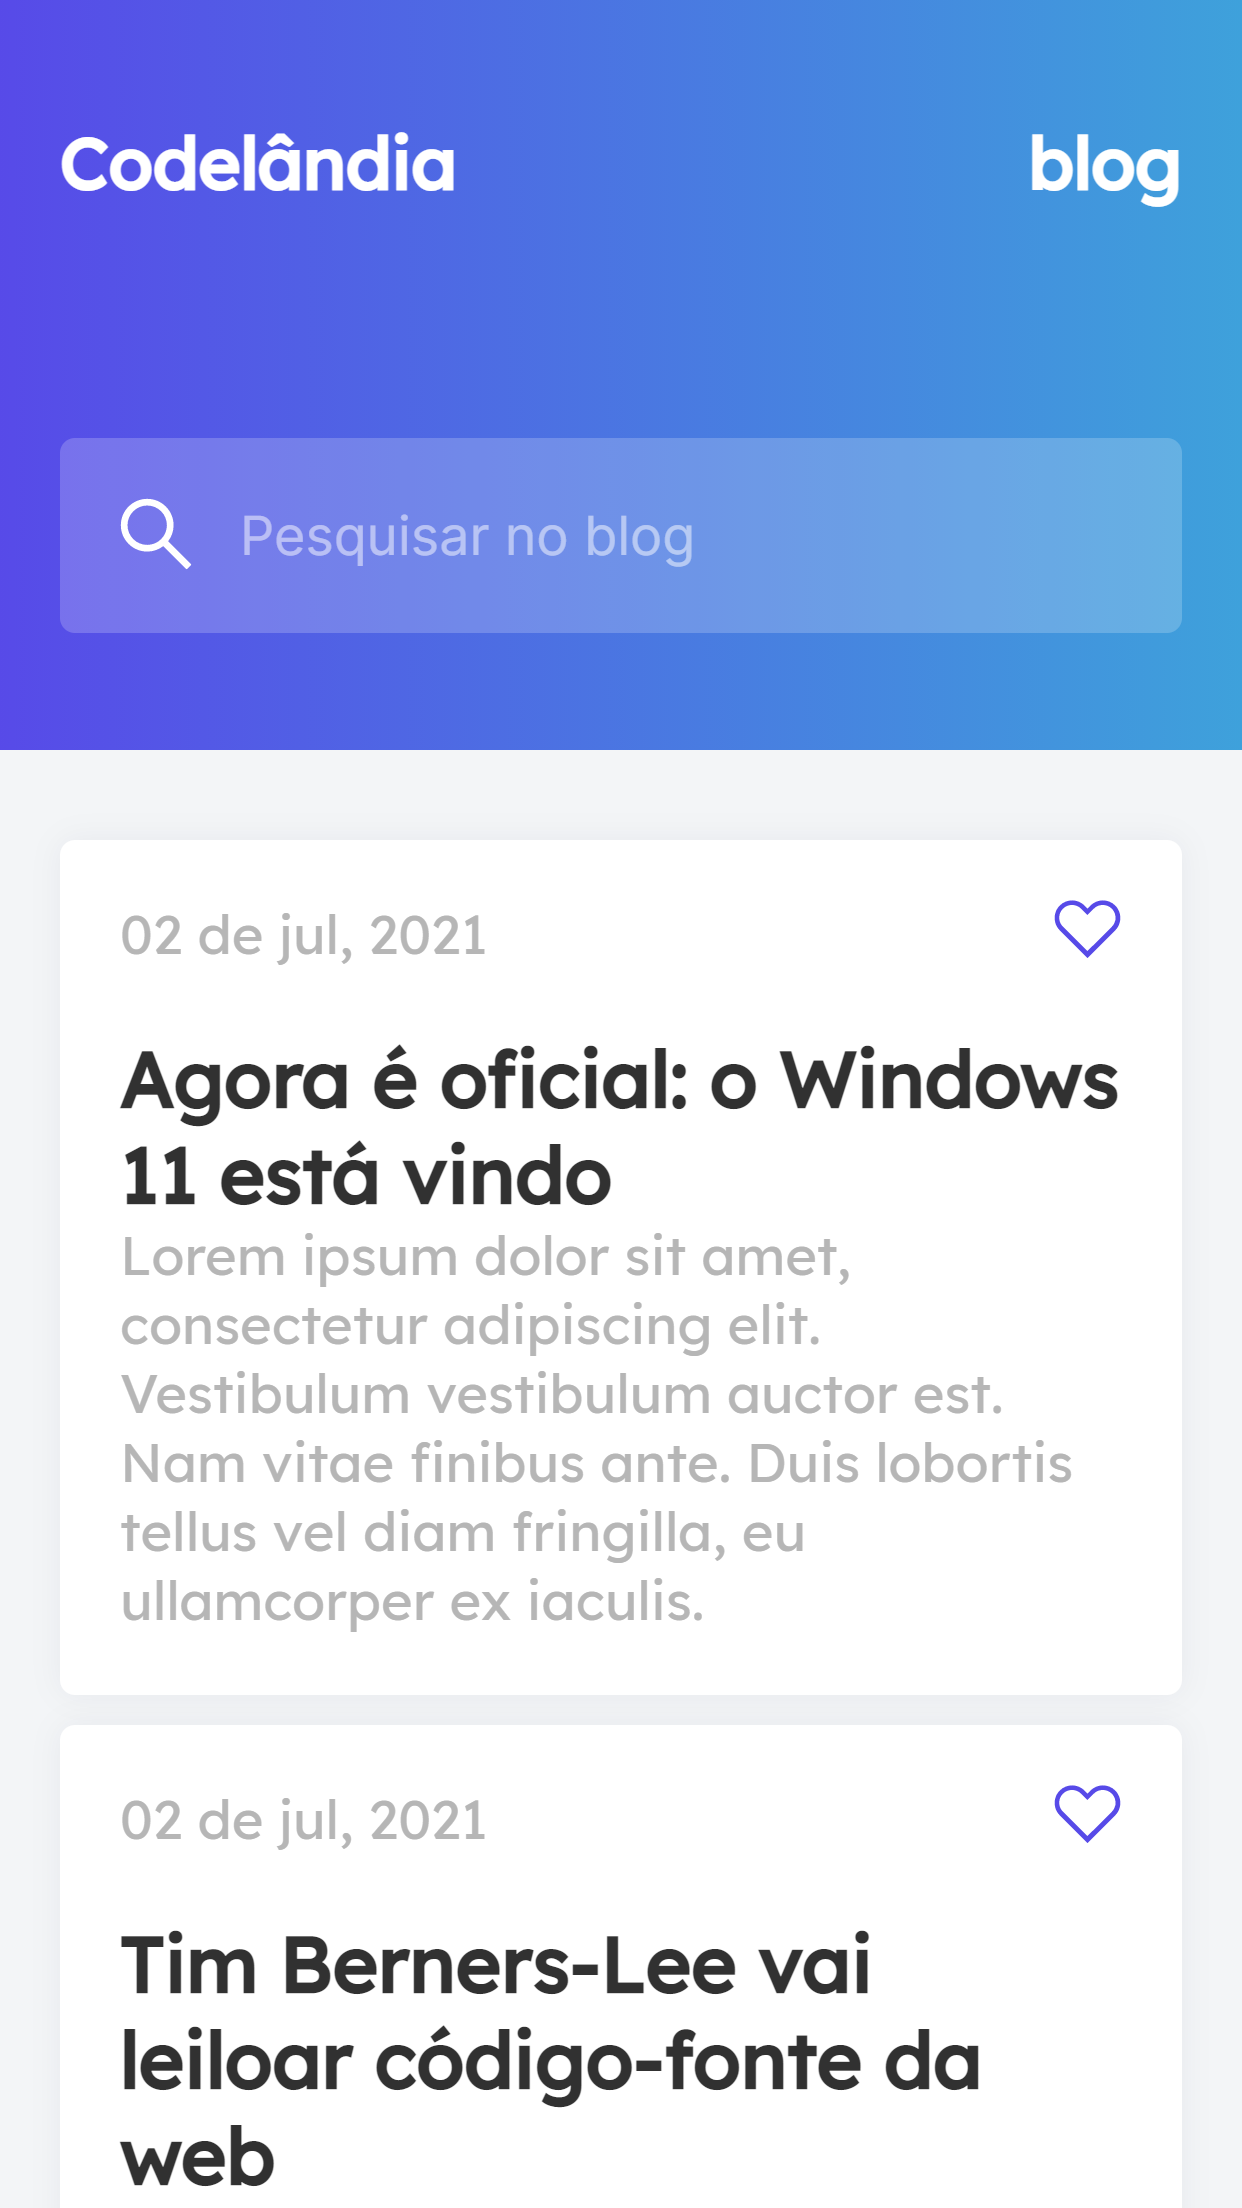 Codelândia
blog
Pesquisar no blog
02 de jul, 2021
Agora é oficial: o Windows
11 está vindo
Lorem ipsum dolor sit amet,
consectetur adipiscing elit.
Vestibulum vestibulum auctor est.
Nam vitae finibus ante. Duis lobortis
tellus vel diam fringilla, eu
ullamcorper ex iaculis.
02 de jul, 2021
Tim Berners-Lee vai
leiloar código-fonte da
web